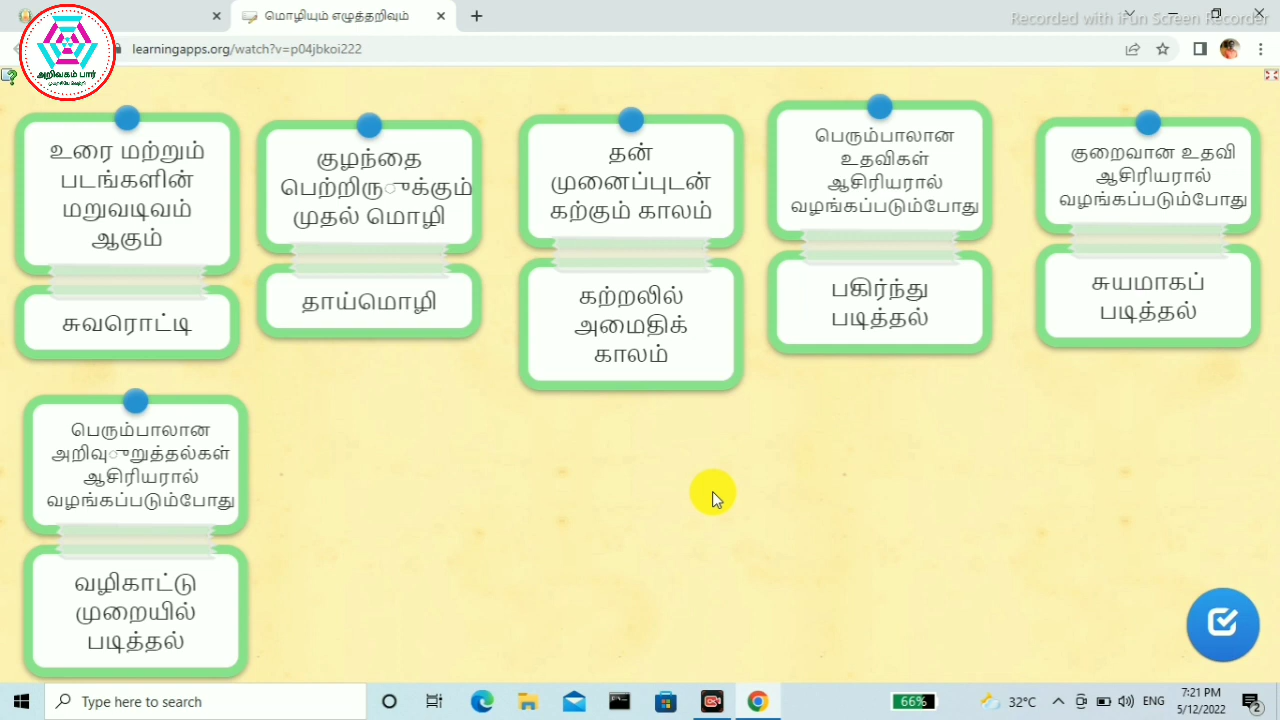 மொழியும் எழுத்தறிவும்
Recorded with iFun Screen Recorder
learningapps.org/watch?v=p04jbkoi222
அறிவகம் பார்
உரை மற்றும்
படங்களின்
மறுவடிவம்
ஆகும்
சுவரொட்டி
குழந்தை
பெற்றிருுக்கும்
முதல் மொழி
தாய்மொழி
தன்
முனைப்புடன்
கற்கும் காலம்
கற்றலில்
அமைதிக்
காலம்
பெரும்பாலான
உதவிகள்
ஆசிரியரால்
வழங்கப்படும்போது
பகிர்ந்து
படித்தல்
குறைவான உதவி
ஆசிரியரால்
வழங்கப்படும்போது
சுயமாகப்
படித்தல்
பெரும்பாலான
அறிவுுறுத்தல்கள்
ஆசிரியரால்
வழங்கப்படும்போது
வழிகாட்டு
முறையில்
படித்தல்
Type here to search
66%
32°C
ENG
7:21 PM
5/12/2022
2